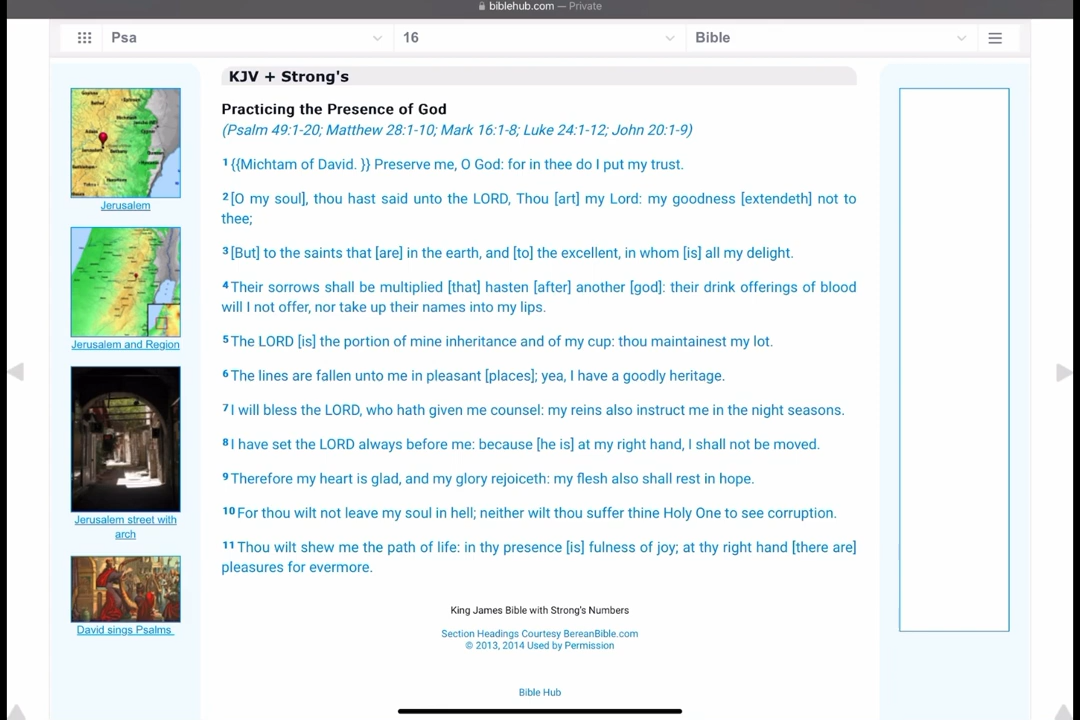 biblehub.com — Private
Psa 16 Bible
KJV + Strong's
Practicing the Presence of God
(Psalm 49:1-20; Matthew 28:1-10; Mark 16:1-8; Luke 24:1-12; John 20:1-9)
1 {{Michtam of David. }} Preserve me, O God: for in thee do I put my trust.
2 [O my soul], thou hast said unto the LORD, Thou [art] my Lord: my goodness [extendeth] not to
thee;
3 [But] to the saints that [are] in the earth, and [to] the excellent, in whom [is] all my delight.
4 Their sorrows shall be multiplied [that] hasten [after] another [god]: their drink offerings of blood
will I not offer, nor take up their names into my lips.
5 The LORD [is] the portion of mine inheritance and of my cup: thou maintainest my lot.
6 The lines are fallen unto me in pleasant [places]; yea, I have a goodly heritage.
7 I will bless the LORD, who hath given me counsel: my reins also instruct me in the night seasons.
8 I have set the LORD always before me: because [he is] at my right hand, I shall not be moved.
9 Therefore my heart is glad, and my glory rejoiceth: my flesh also shall rest in hope.
10 For thou wilt not leave my soul in hell; neither wilt thou suffer thine Holy One to see corruption.
11 Thou wilt shew me the path of life: in thy presence [is] fulness of joy; at thy right hand [there are]
pleasures for evermore.
King James Bible with Strong's Numbers
Section Headings Courtesy BereanBible.com
© 2013, 2014 Used by Permission
Bible Hub
Jerusalem
Jerusalem and Region
Jerusalem street with
arch
David sings Psalms